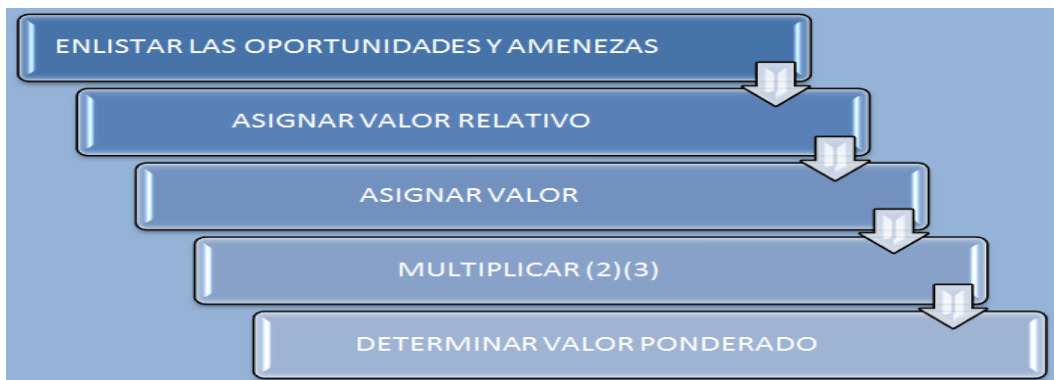 ENLISTAR LAS OPORTUNIDADES Y AMENEZAS
ASIGNAR VALOR RELATIVO
ASIGNAR VALOR
MULTIPLICAR (2)(3)
DETERMINAR VALOR PONDERADO